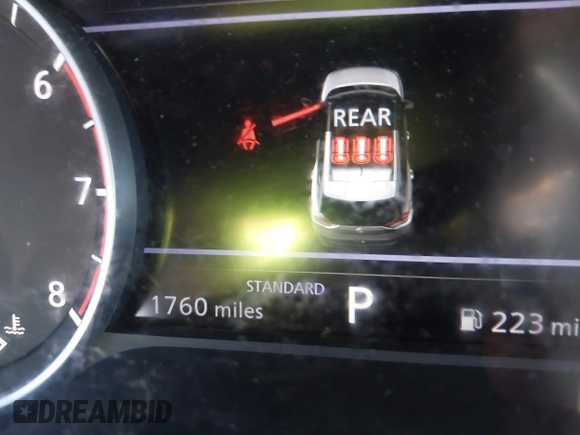 6
REAR
7
STANDARD
8
1760 miles
P
223 mi
DREAMBID